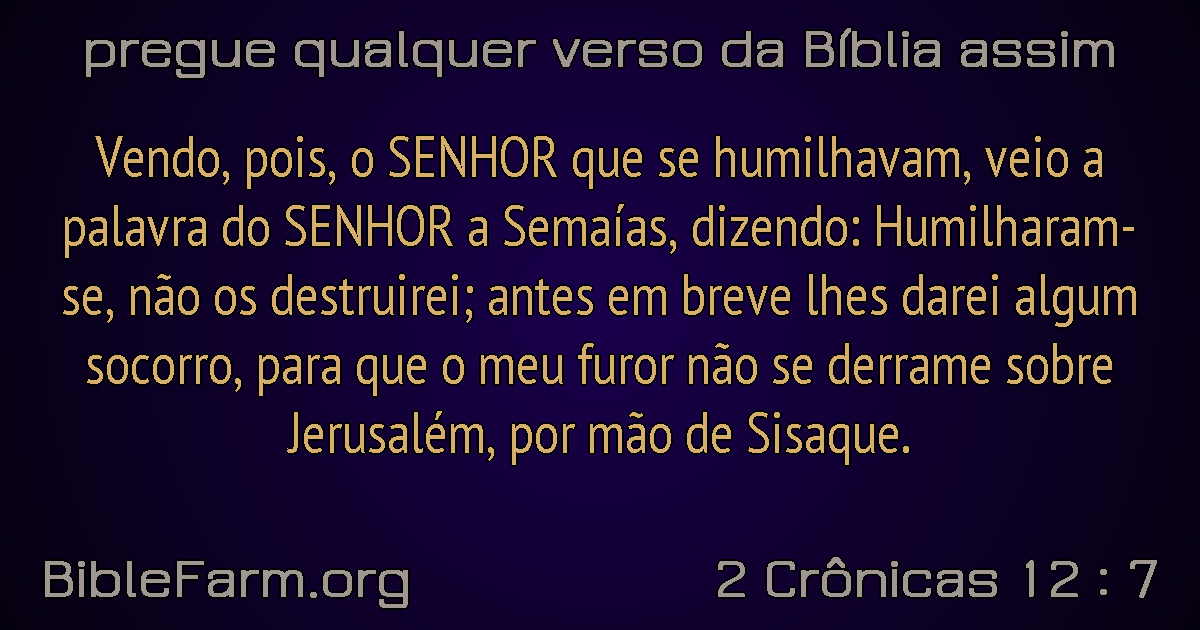 pregue qualquer verso da Bíblia assim
Vendo, pois, o SENHOR que se humilhavam, veio a
palavra do SENHOR a Semaías, dizendo: Humilharam-
se, não os destruirei; antes em breve lhes darei algum
socorro, para que o meu furor não se derrame sobre
Jerusalém, por mão de Sisaque.
BibleFarm.org
2 Crônicas 12 : 7